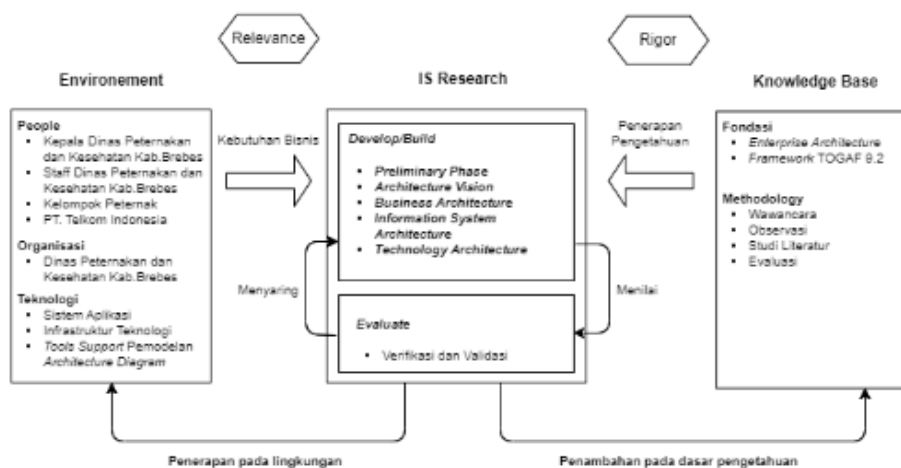 Relevance
Rigor
Environement
IS Research
Knowledge Base
People
Kepala Dinas Peternakan
dan Kesehatan Kab.Brebes
Staff Dinas Peternakan dan
Kesehatan Kab.Brebes
Kelompok Peternak
PT. Telkom Indonesia
Organisasi
Dinas Peternakan dan
Kesehatan Kab.Brebes
Teknologi
Sistem Aplikasi
Infrastruktur Teknologi
Tools Support Pemodelan
Architecture Diagram
Kebutuhan Bisnis
Develop/Build
Preliminary Phase
Architecture Vision
Business Architecture
Information System
Architecture
Technology Architecture
Menyaring
Menilai
Evaluate
Verifikasi dan Validasi
Penerapan
Pengetahuan
Fondasi
Enterprise Architecture
Framework TOGAF 9.2
Methodology
Wawancara
Observasi
Studi Literatur
Evaluasi
Penerapan pada lingkungan
Penambahan pada dasar pengetahuan